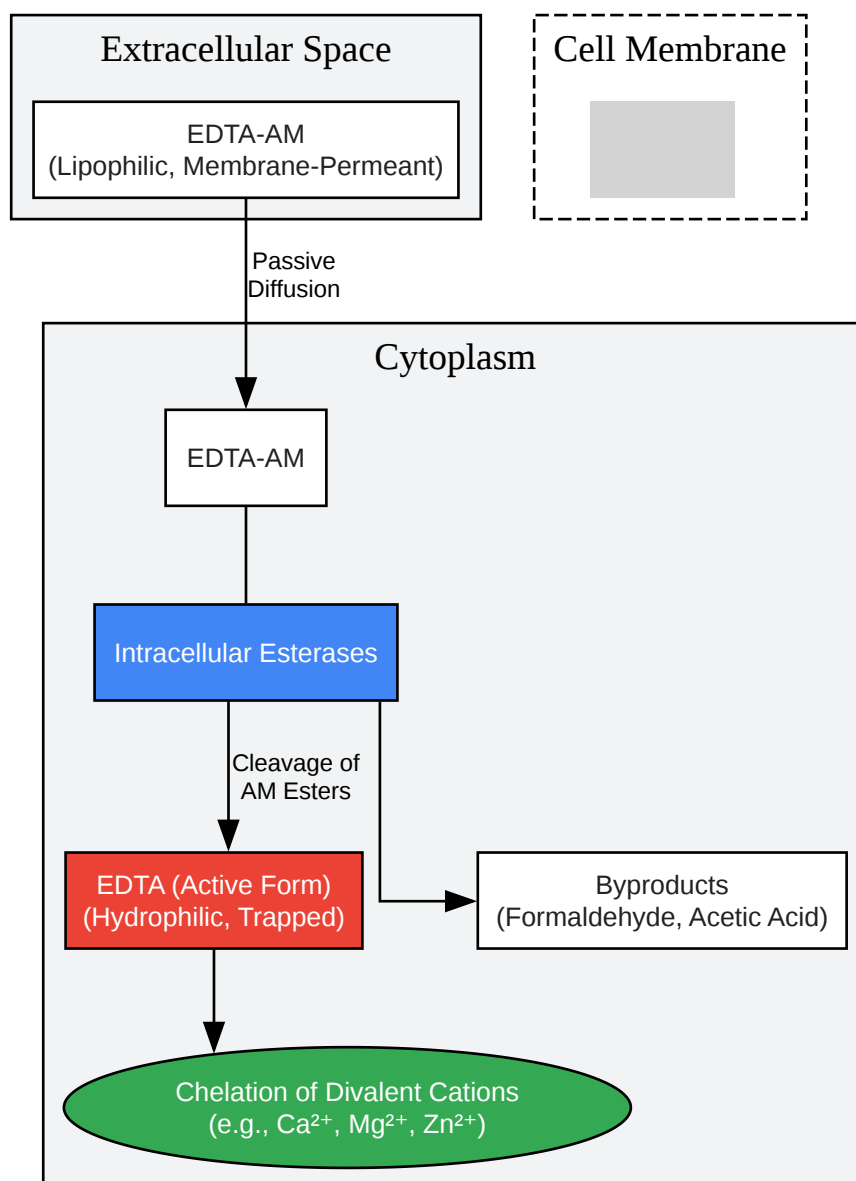 Extracellular Space
Cell Membrane
EDTA-AM
(Lipophilic, Membrane-Permeant)
Passive
Diffusion
Cytoplasm
EDTA-AM
Intracellular Esterases
Cleavage of
AM Esters
EDTA (Active Form)
(Hydrophilic, Trapped)
Byproducts
(Formaldehyde, Acetic Acid)
Chelation of Divalent Cations
(e.g., Ca²⁺, Mg²⁺, Zn²⁺)